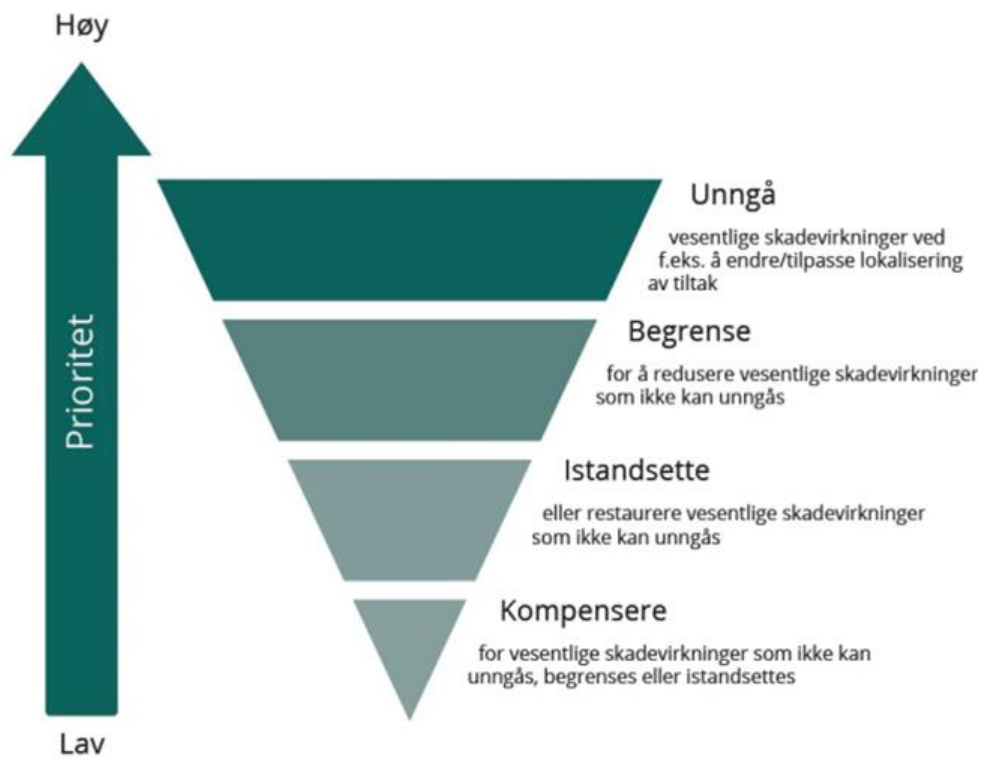 Høy
Prioritet
Lav
Unngå
vesentlige skadevirkninger ved
f.eks. å endre/tilpasse lokalisering
av tiltak
Begrense
for å redusere vesentlige skadevirkninger
som ikke kan unngås
Istandsette
eller restaurere vesentlige skadevirkninger
som ikke kan unngås
Kompensere
for vesentlige skadevirkninger som ikke kan
unngås, begrenses eller istandsettes